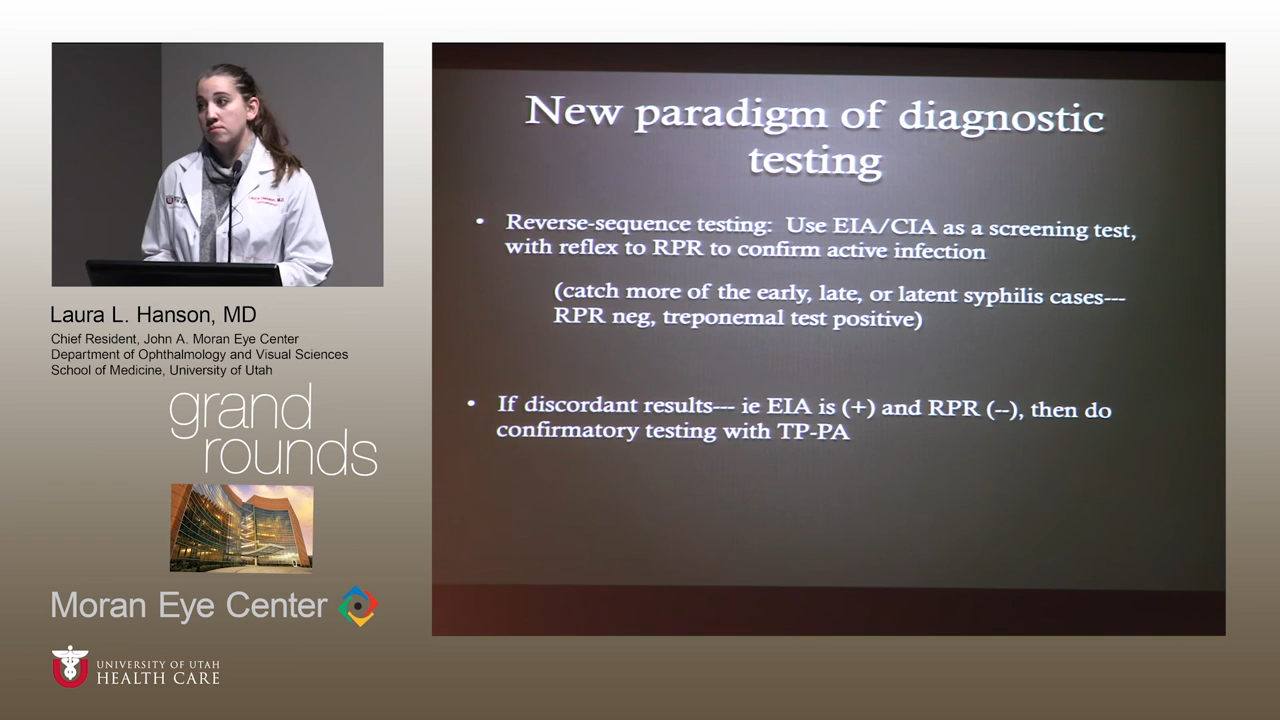 New paradigm of diagnostic
testing
• Reverse-sequence testing: Use EIA/CIA as a screening test,
with reflex to RPR to confirm active infection
(catch more of the early, late, or latent syphilis cases---
RPR neg, treponemal test positive)
• If discordant results--- ie EIA is (+) and RPR (--), then do
confirmatory testing with TP-PA
Laura L. Hanson, MD
Chief Resident, John A. Moran Eye Center
Department of Ophthalmology and Visual Sciences
School of Medicine, University of Utah
grand
rounds
Moran Eye Center
UNIVERSITY OF UTAH
HEALTH CARE